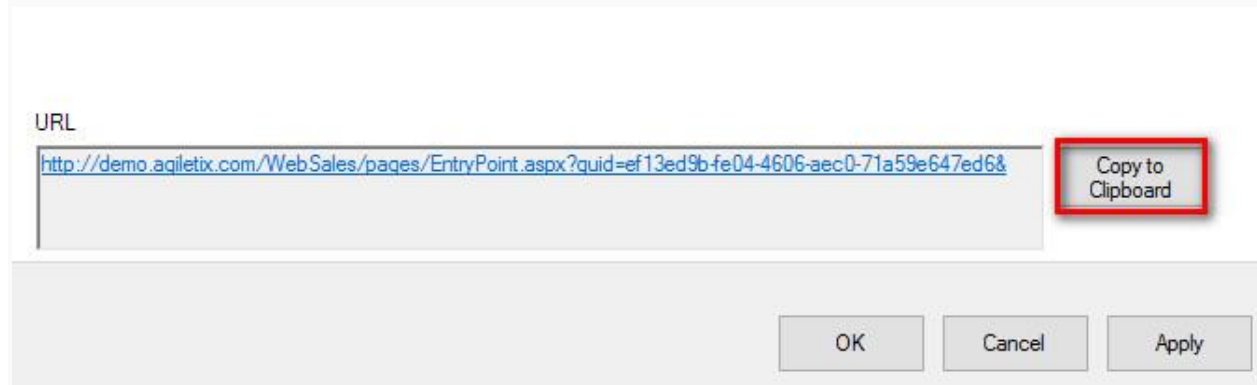 URL
http://demo.agiletix.com/WebSales/pages/EntryPoint.aspx?guid=ef13ed9b-fe04-4606-aec0-71a59e647ed6&
Copy to
Clipboard
OK Cancel Apply